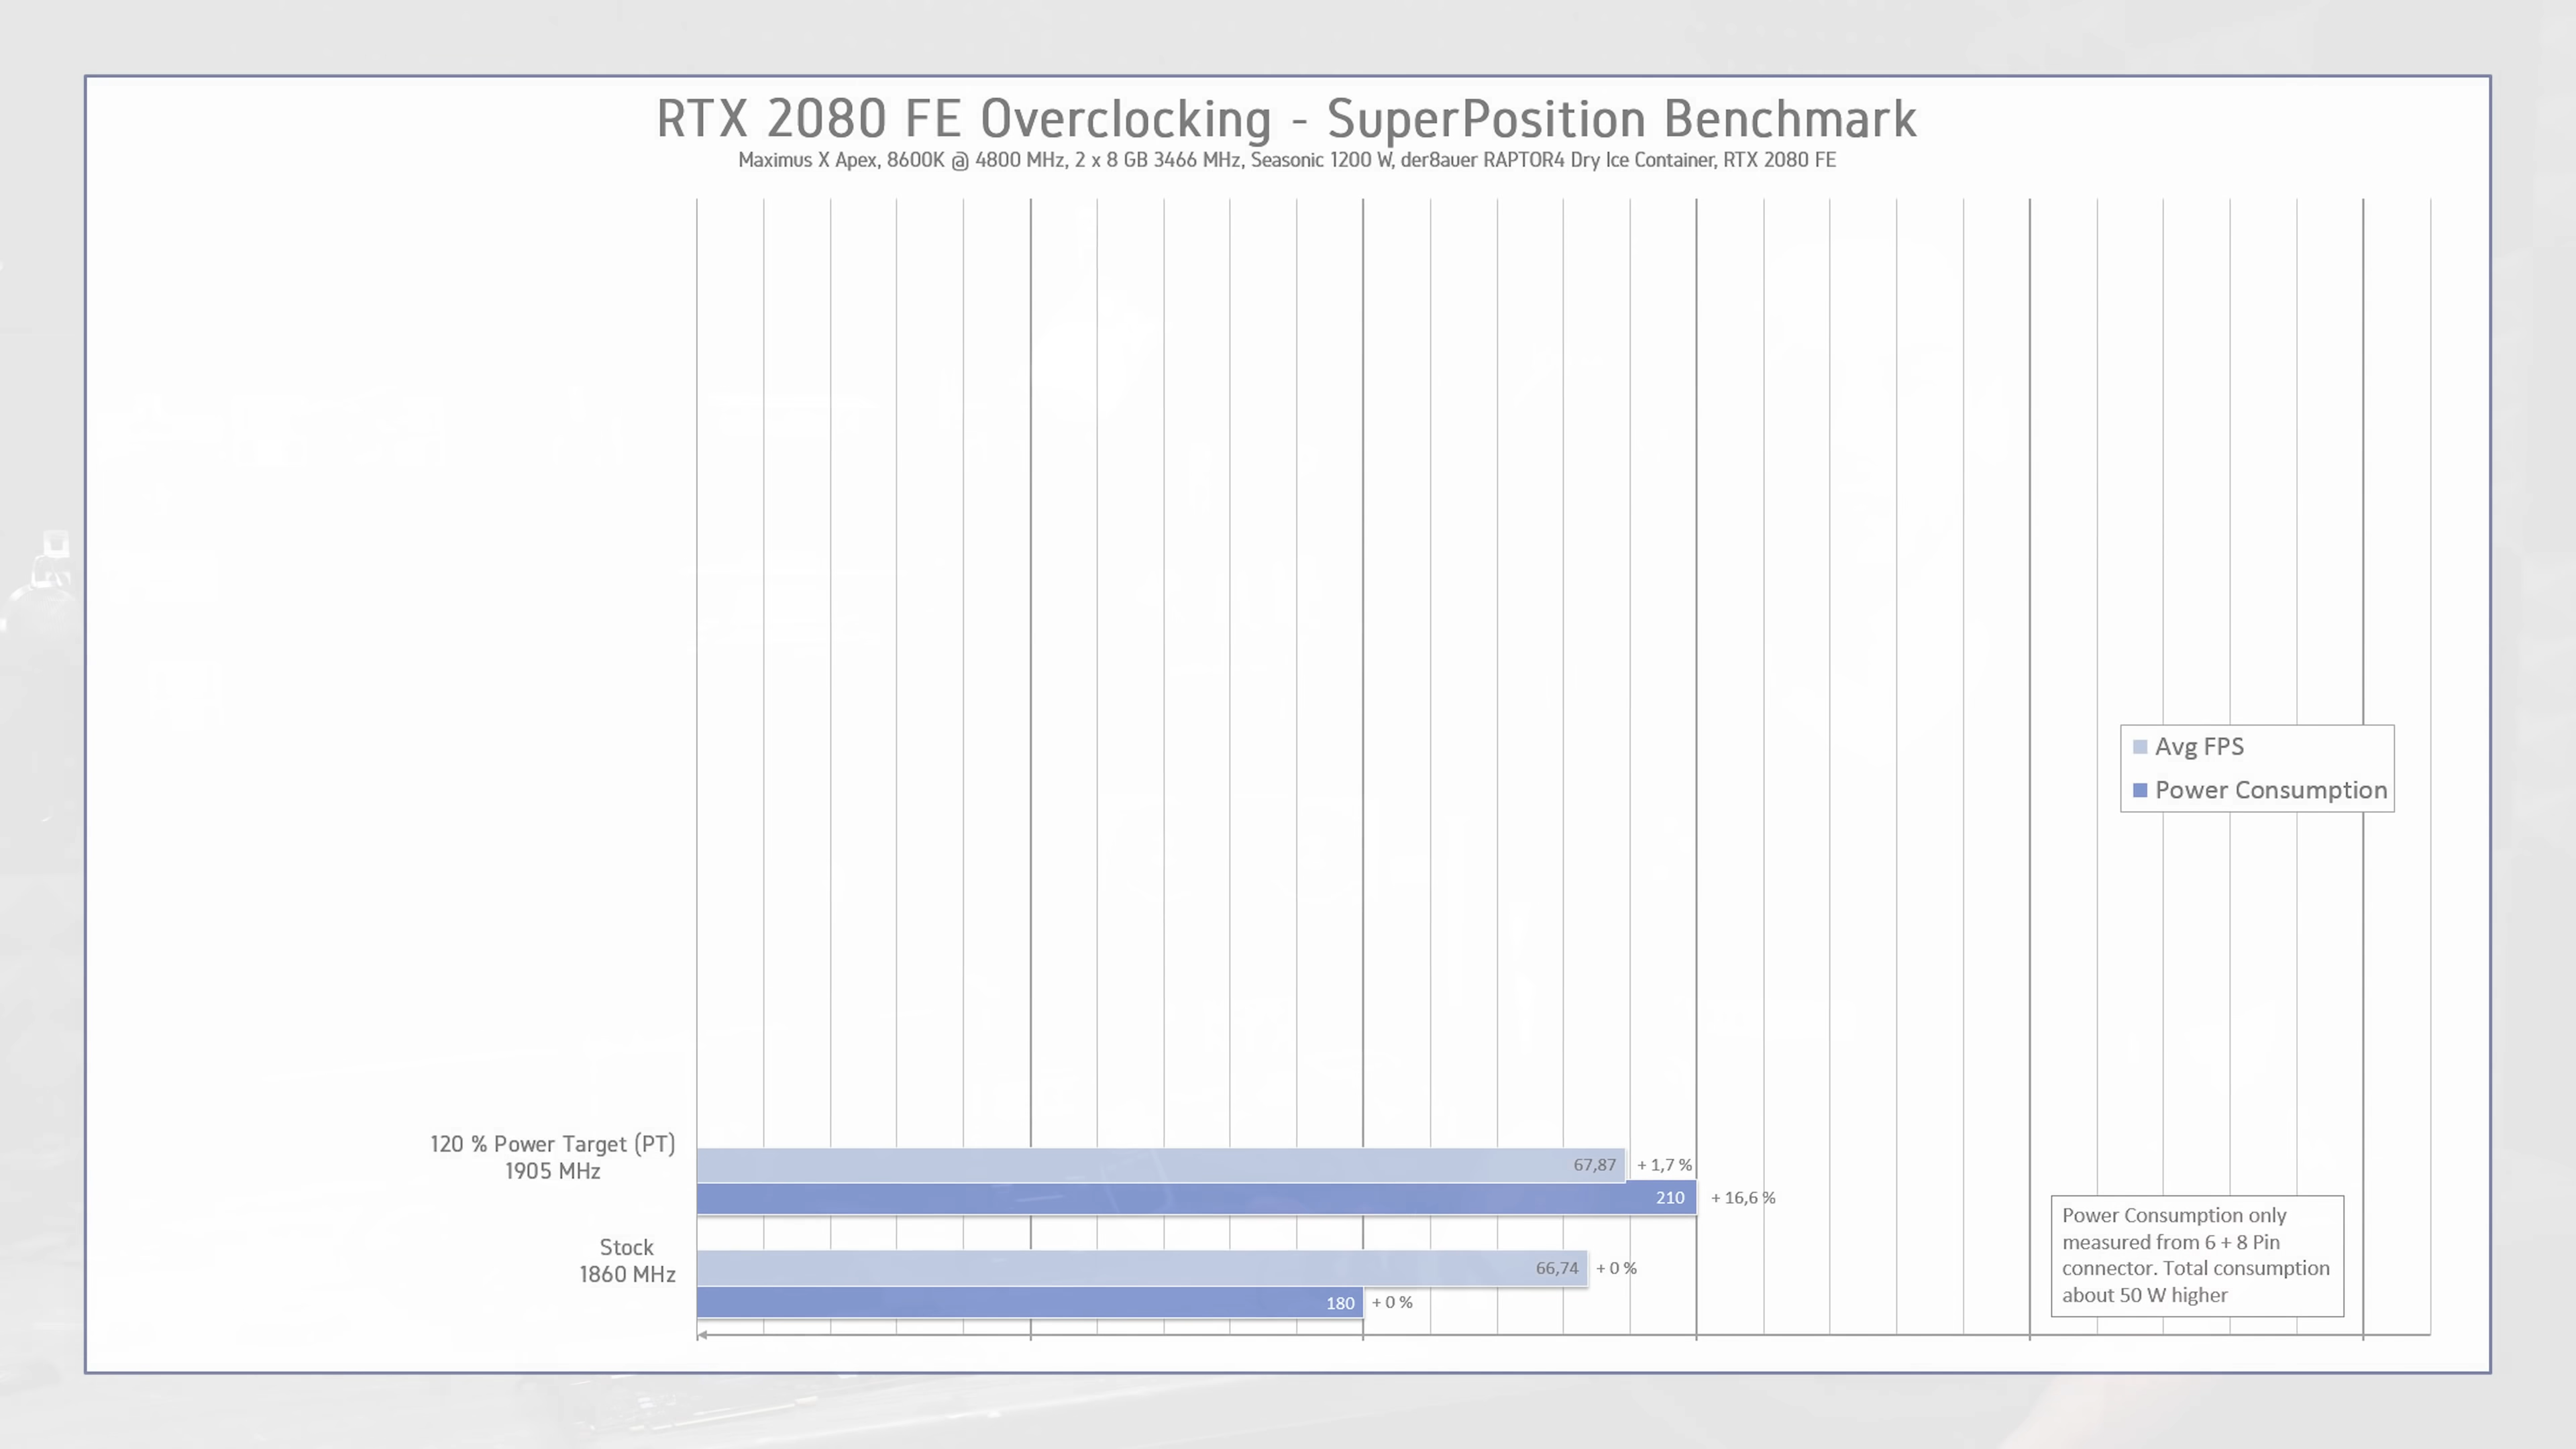 RTX 2080 FE Overclocking - SuperPosition Benchmark
Maximus X Apex, 8600K @ 4800 MHz, 2 x 8 GB 3466 MHz, Seasonic 1200 W, der8auer RAPTOR4 Dry Ice Container, RTX 2080 FE
Avg FPS
Power Consumption
120 % Power Target (PT)
1905 MHz
67,87
+ 1,7 %
210
+ 16,6 %
Stock
1860 MHz
66,74
+ 0 %
180
+ 0 %
Power Consumption only
measured from 6 + 8 Pin
connector. Total consumption
about 50 W higher